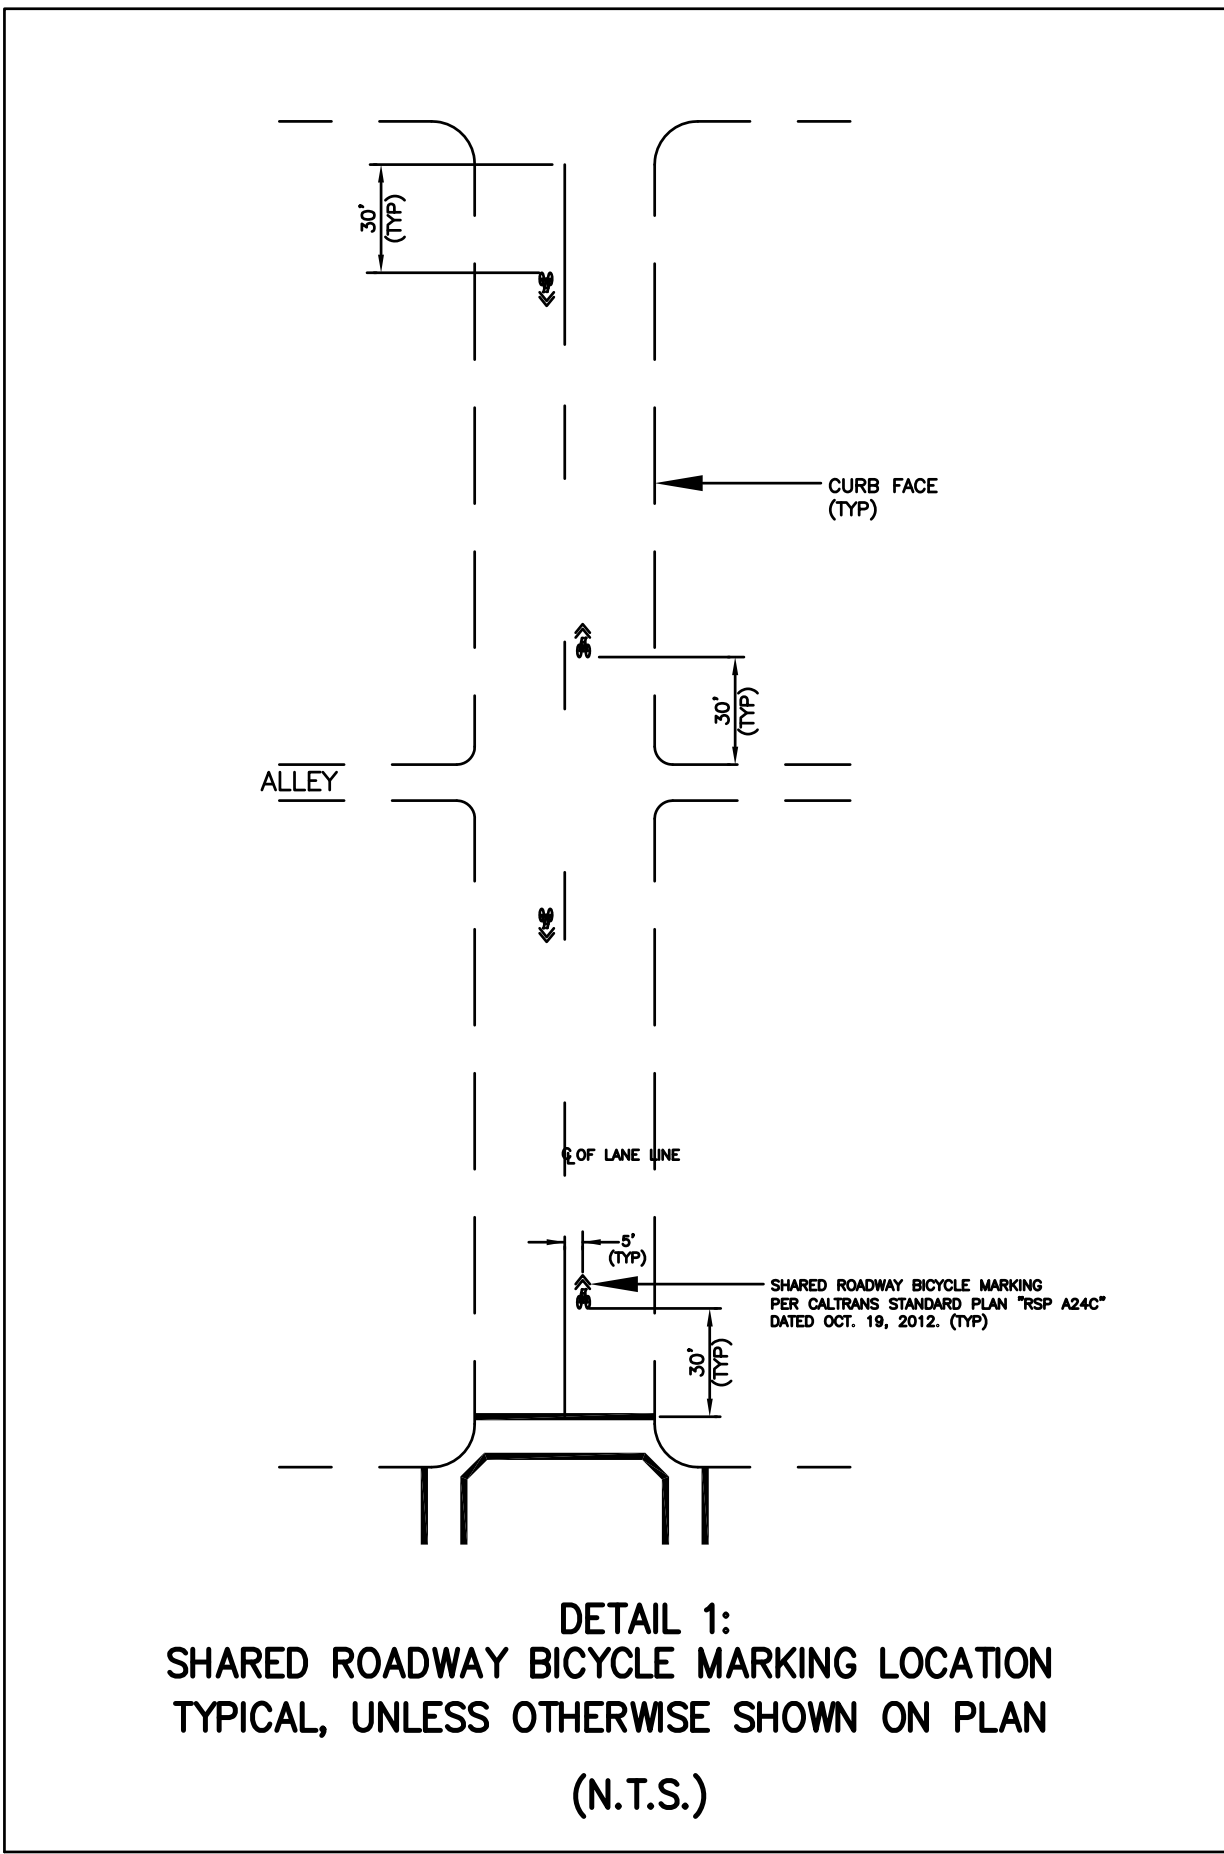 30'
(TYP)
CURB FACE
(TYP)
30'
(TYP)
ALLEY
℄ OF LANE LINE
5'
(TYP)
SHARED ROADWAY BICYCLE MARKING
PER CALTRANS STANDARD PLAN "RSP A24C"
DATED OCT. 19, 2012. (TYP)
30'
(TYP)
DETAIL 1:
SHARED ROADWAY BICYCLE MARKING LOCATION
TYPICAL, UNLESS OTHERWISE SHOWN ON PLAN
(N.T.S.)